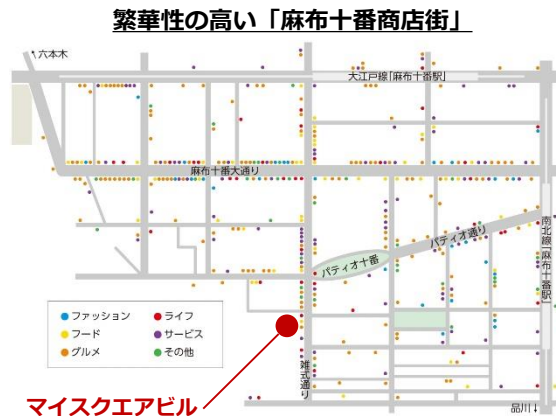 繁華性の高い「麻布十番商店街」
六本木
大江戸線「麻布十番駅」
麻布十番大通り
パティオ通り
パティオ十番
南北線「麻布十番駅」
ファッション
ライフ
フード
サービス
グルメ
その他
雑式通り
マイスクエアビル
品川↓